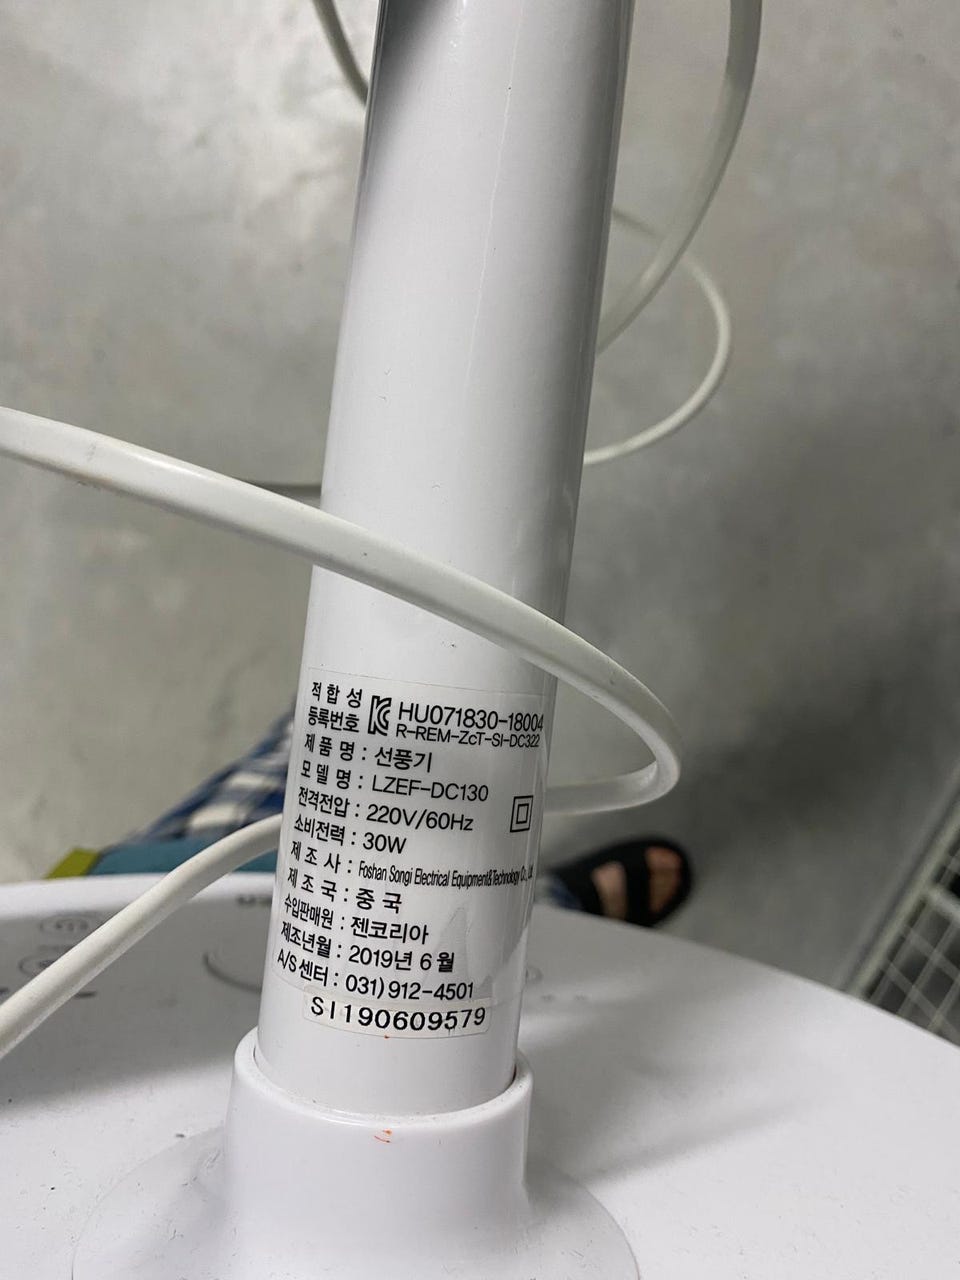 적합성 등록번호 HU071830-18004
R-REM-ZcT-SI-DC322
제품명 : 선풍기
모델명 : LZEF-DC130
전격전압 : 220V/60Hz
소비전력 : 30W
제조사 : Foshan Songi Electrical Equipment&Technology Co., Ltd.
제조국 : 중국
수입판매원 : 젠코리아
제조년월 : 2019년 6월
A/S센터 : 031)912-4501
SI190609579